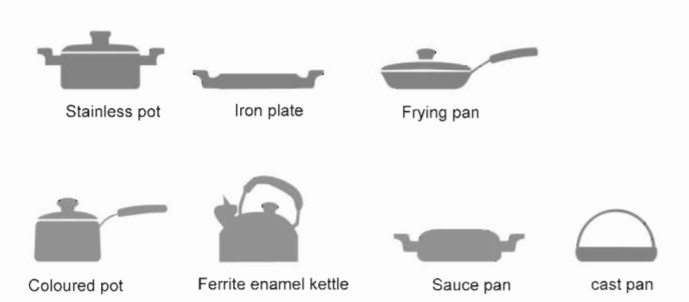 Stainless pot
Iron plate
Frying pan
Coloured pot
Ferrite enamel kettle
Sauce pan
cast pan